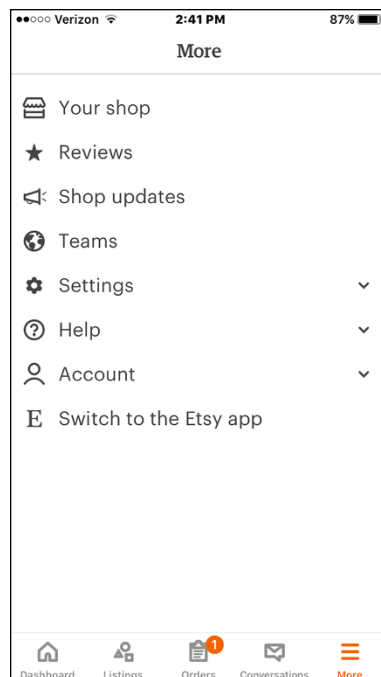 Verizon 2:41 PM 87%
More
Your shop
Reviews
Shop updates
Teams
Settings
Help
Account
E Switch to the Etsy app
1
Dashboard Listings Orders Conversations More